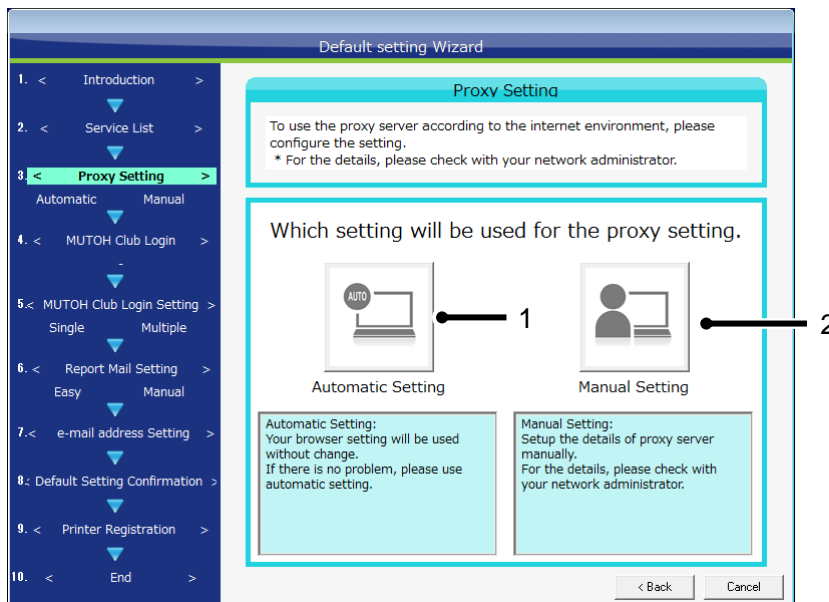 Default setting Wizard
1. < Introduction >
2. < Service List >
3. < Proxy Setting >
Automatic Manual
4. < MUTOH Club Login >
-
5.< MUTOH Club Login Setting >
Single Multiple
6. < Report Mail Setting >
Easy Manual
7.< e-mail address Setting >
8.< Default Setting Confirmation >
9. < Printer Registration >
10. < End >
Proxy Setting
To use the proxy server according to the internet environment, please
configure the setting.
* For the details, please check with your network administrator.
Which setting will be used for the proxy setting.
AUTO
1
2
Automatic Setting
Manual Setting
Automatic Setting:
Your browser setting will be used
without change.
If there is no problem, please use
automatic setting.
Manual Setting:
Setup the details of proxy server
manually.
For the details, please check with
your network administrator.
< Back
Cancel